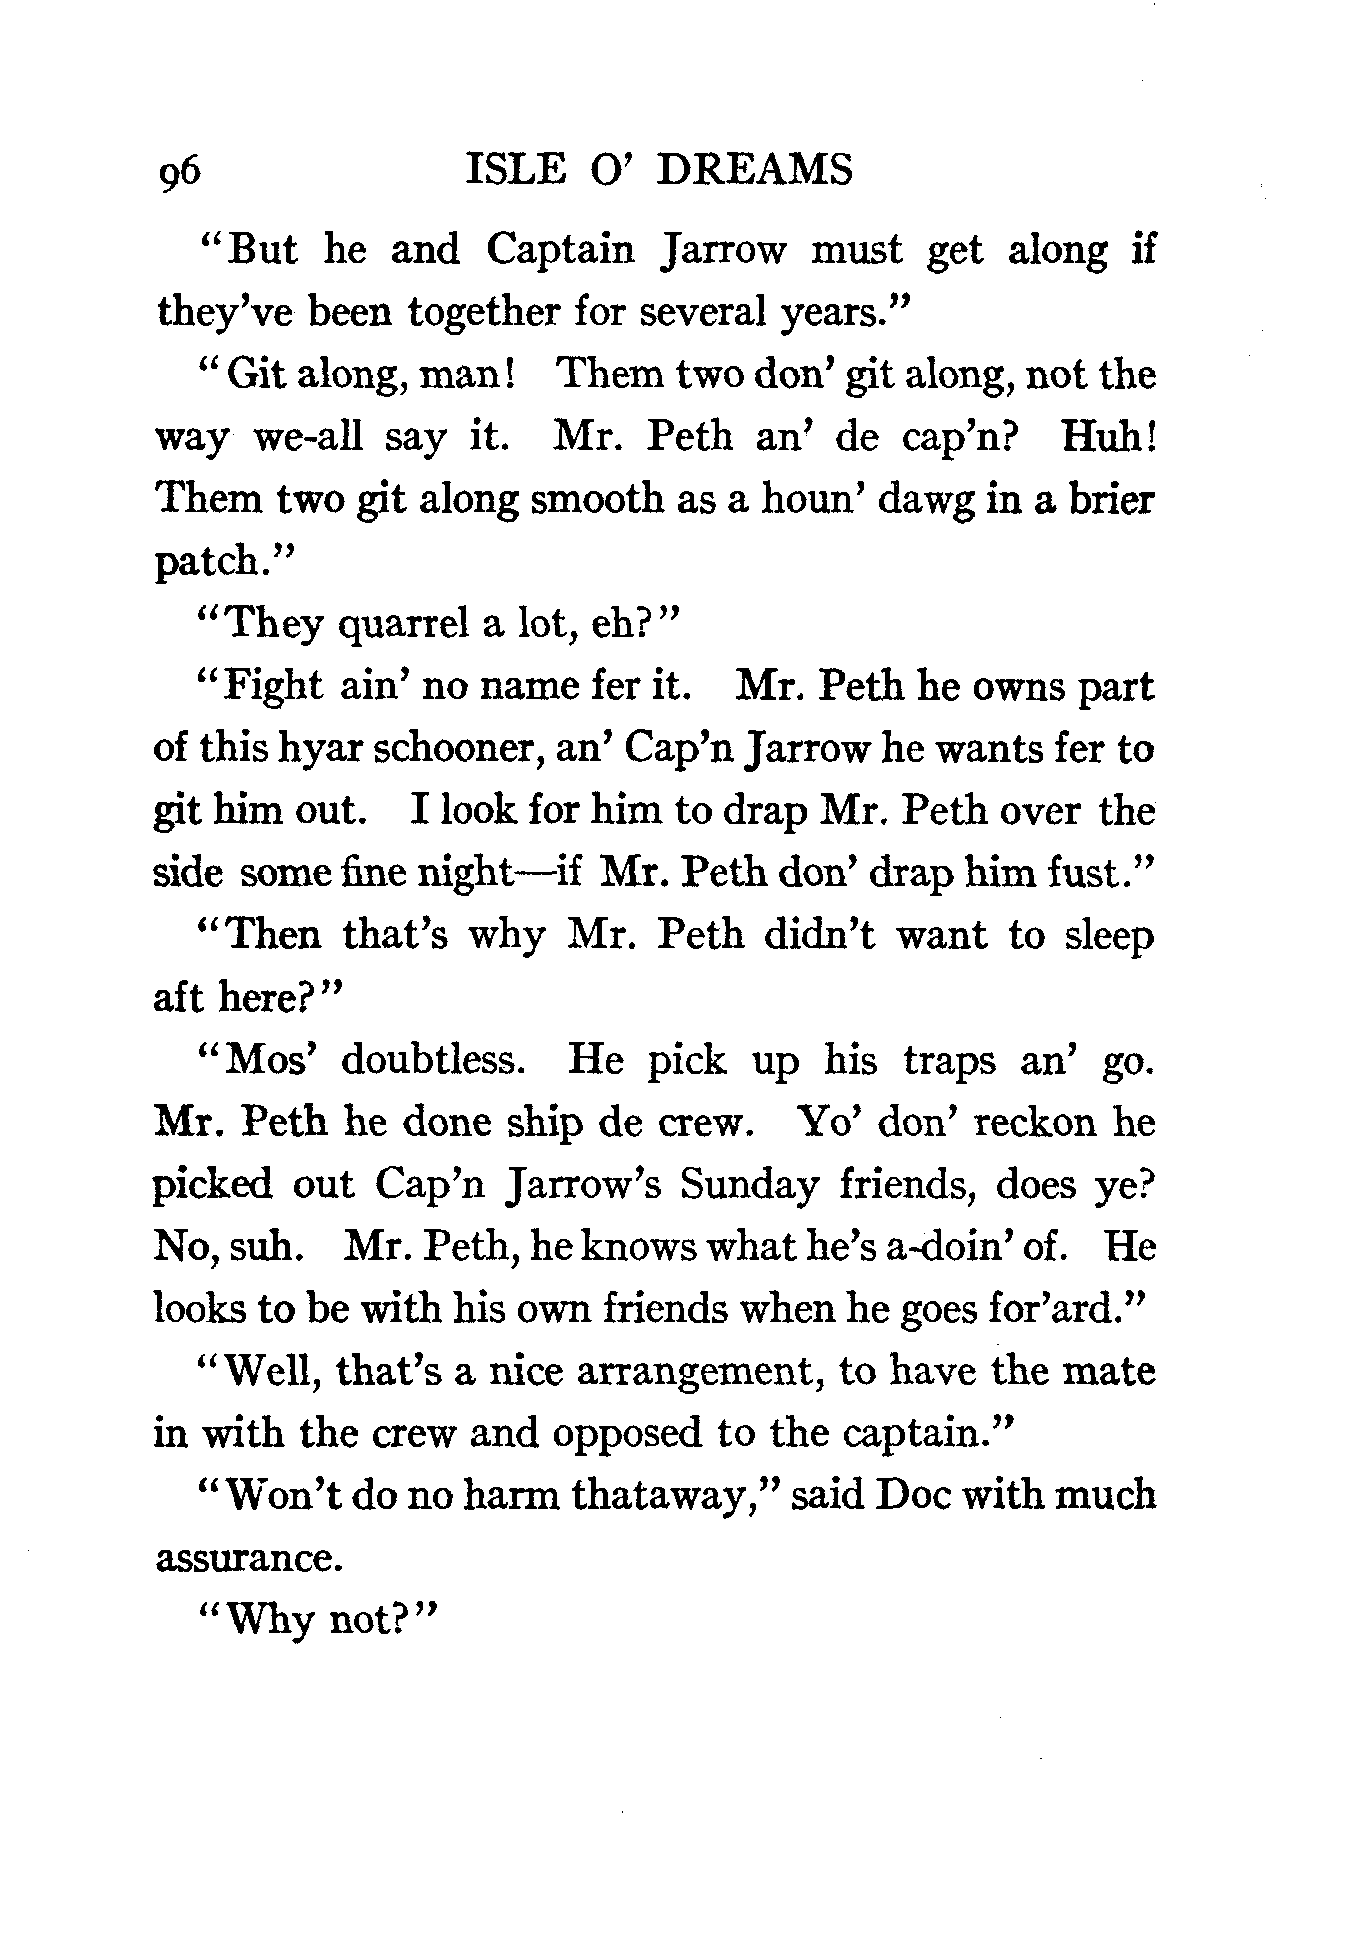 96 ISLE O' DREAMS
"But he and Captain Jarrow must get along if
they've been together for several years."
"Git along, man! Them two don' git along, not the
way we-all say it. Mr. Peth an' de cap'n? Huh!
Them two git along smooth as a houn' dawg in a brier
patch."
"They quarrel a lot, eh?"
"Fight ain' no name fer it. Mr. Peth he owns part
of this hyar schooner, an' Cap'n Jarrow he wants fer to
git him out. I look for him to drap Mr. Peth over the
side some fine night—if Mr. Peth don' drap him fust."
"Then that's why Mr. Peth didn't want to sleep
aft here?"
"Mos' doubtless. He pick up his traps an' go.
Mr. Peth he done ship de crew. Yo' don' reckon he
picked out Cap'n Jarrow's Sunday friends, does ye?
No, suh. Mr. Peth, he knows what he's a-doin' of. He
looks to be with his own friends when he goes for'ard."
"Well, that's a nice arrangement, to have the mate
in with the crew and opposed to the captain."
"Won't do no harm thataway," said Doc with much
assurance.
"Why not?"